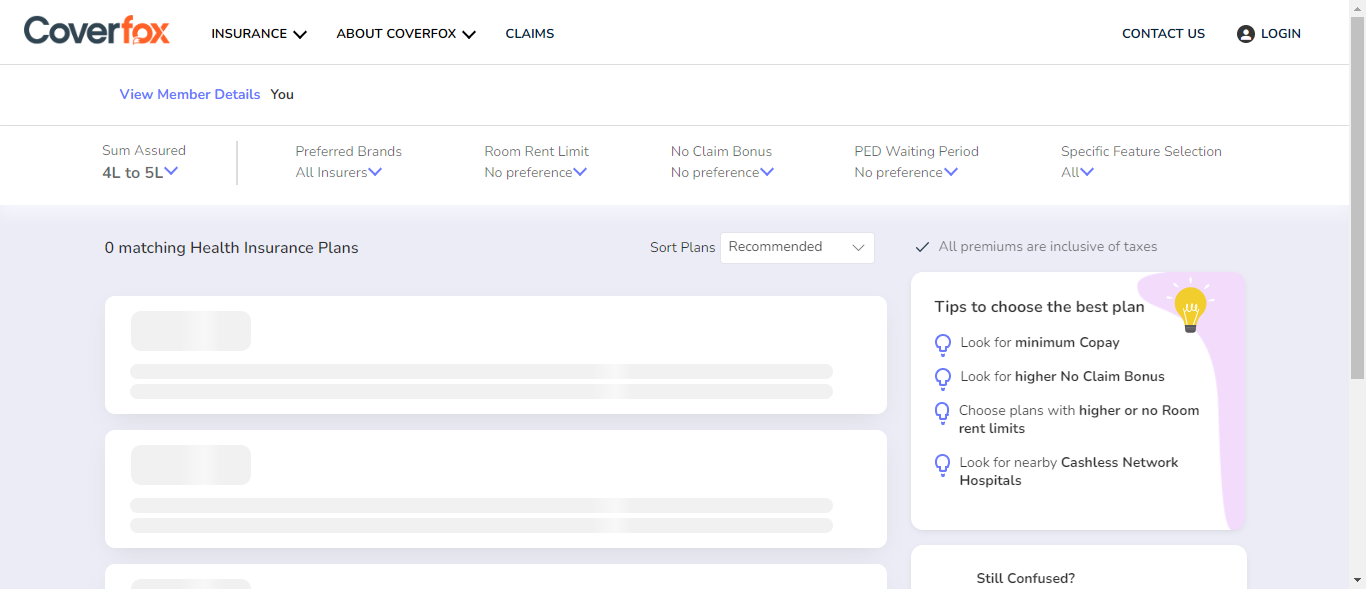 Coverfox INSURANCE ABOUT COVERFOX CLAIMS CONTACT US LOGIN
View Member Details You
Sum Assured
4L to 5L
Preferred Brands
All Insurers
Room Rent Limit
No preference
No Claim Bonus
No preference
PED Waiting Period
No preference
Specific Feature Selection
All
0 matching Health Insurance Plans
Sort Plans Recommended
All premiums are inclusive of taxes
Tips to choose the best plan
Look for minimum Copay
Look for higher No Claim Bonus
Choose plans with higher or no Room
rent limits
Look for nearby Cashless Network
Hospitals
Still Confused?